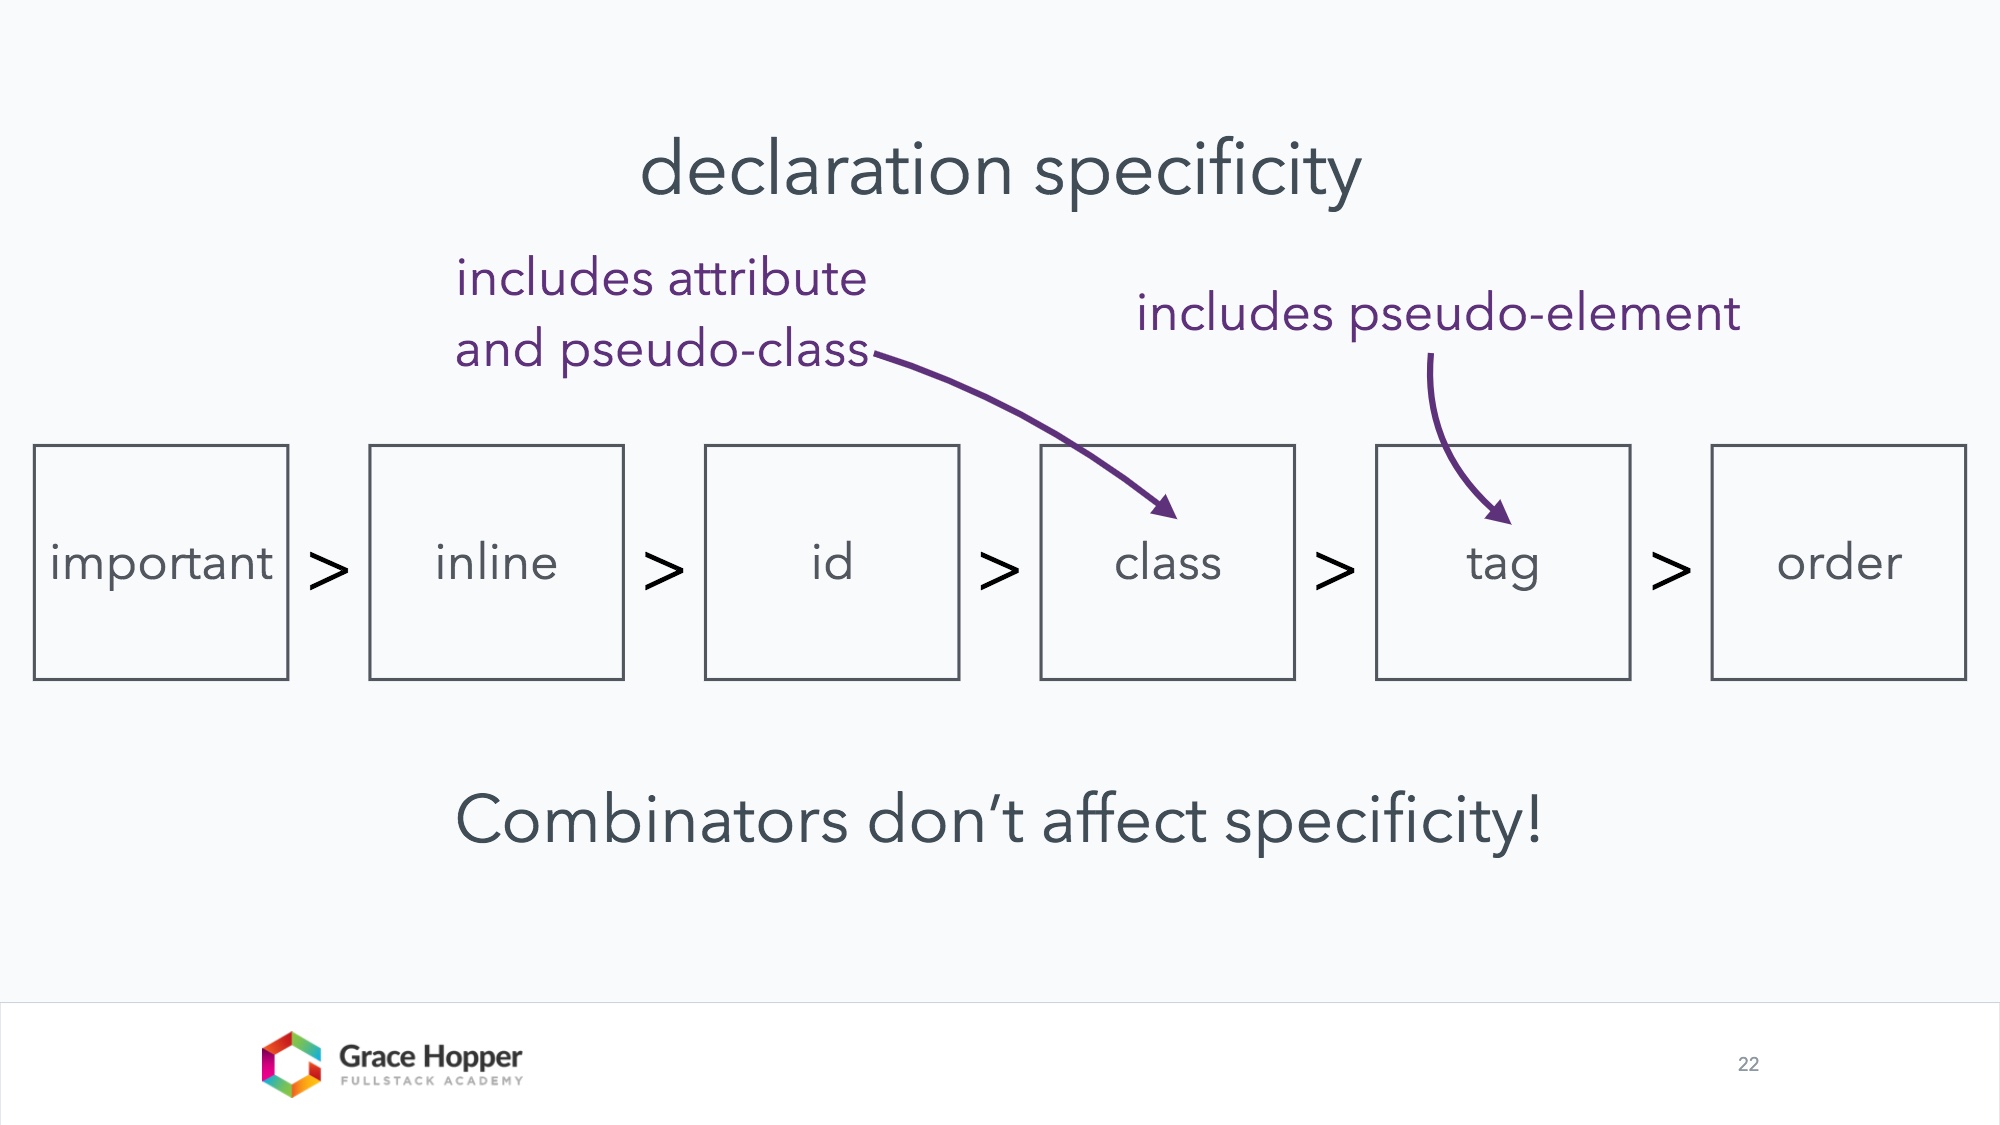 declaration specificity
includes attribute
and pseudo-class
includes pseudo-element
important > inline > id > class > tag > order
Combinators don’t affect specificity!
Grace Hopper
FULLSTACK ACADEMY
22